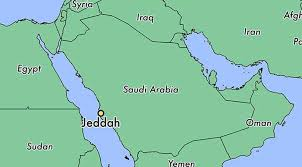 Syria
Iraq
Iran
Egypt
Saudi Arabia
Jeddah
Oman
Sudan
Yemen